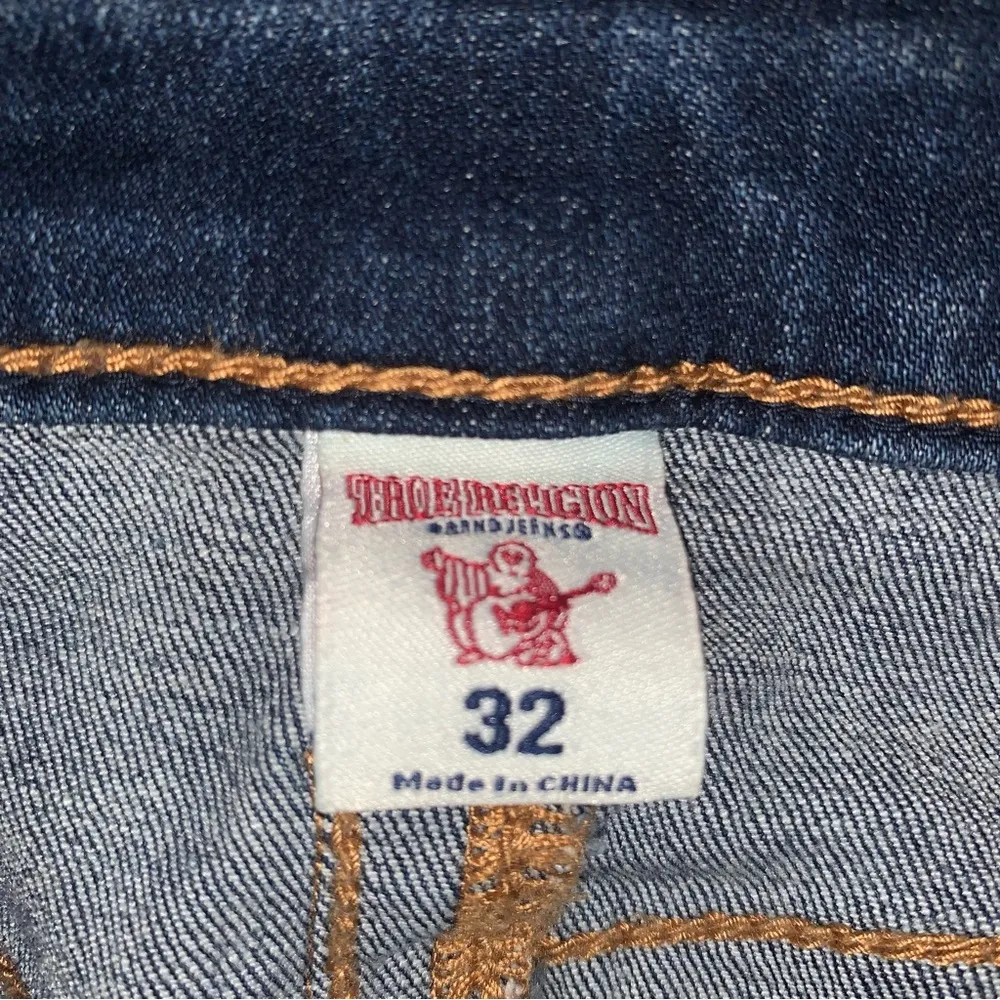 TRUE RELIGION
BRAND JEANS®
32
Made In CHINA